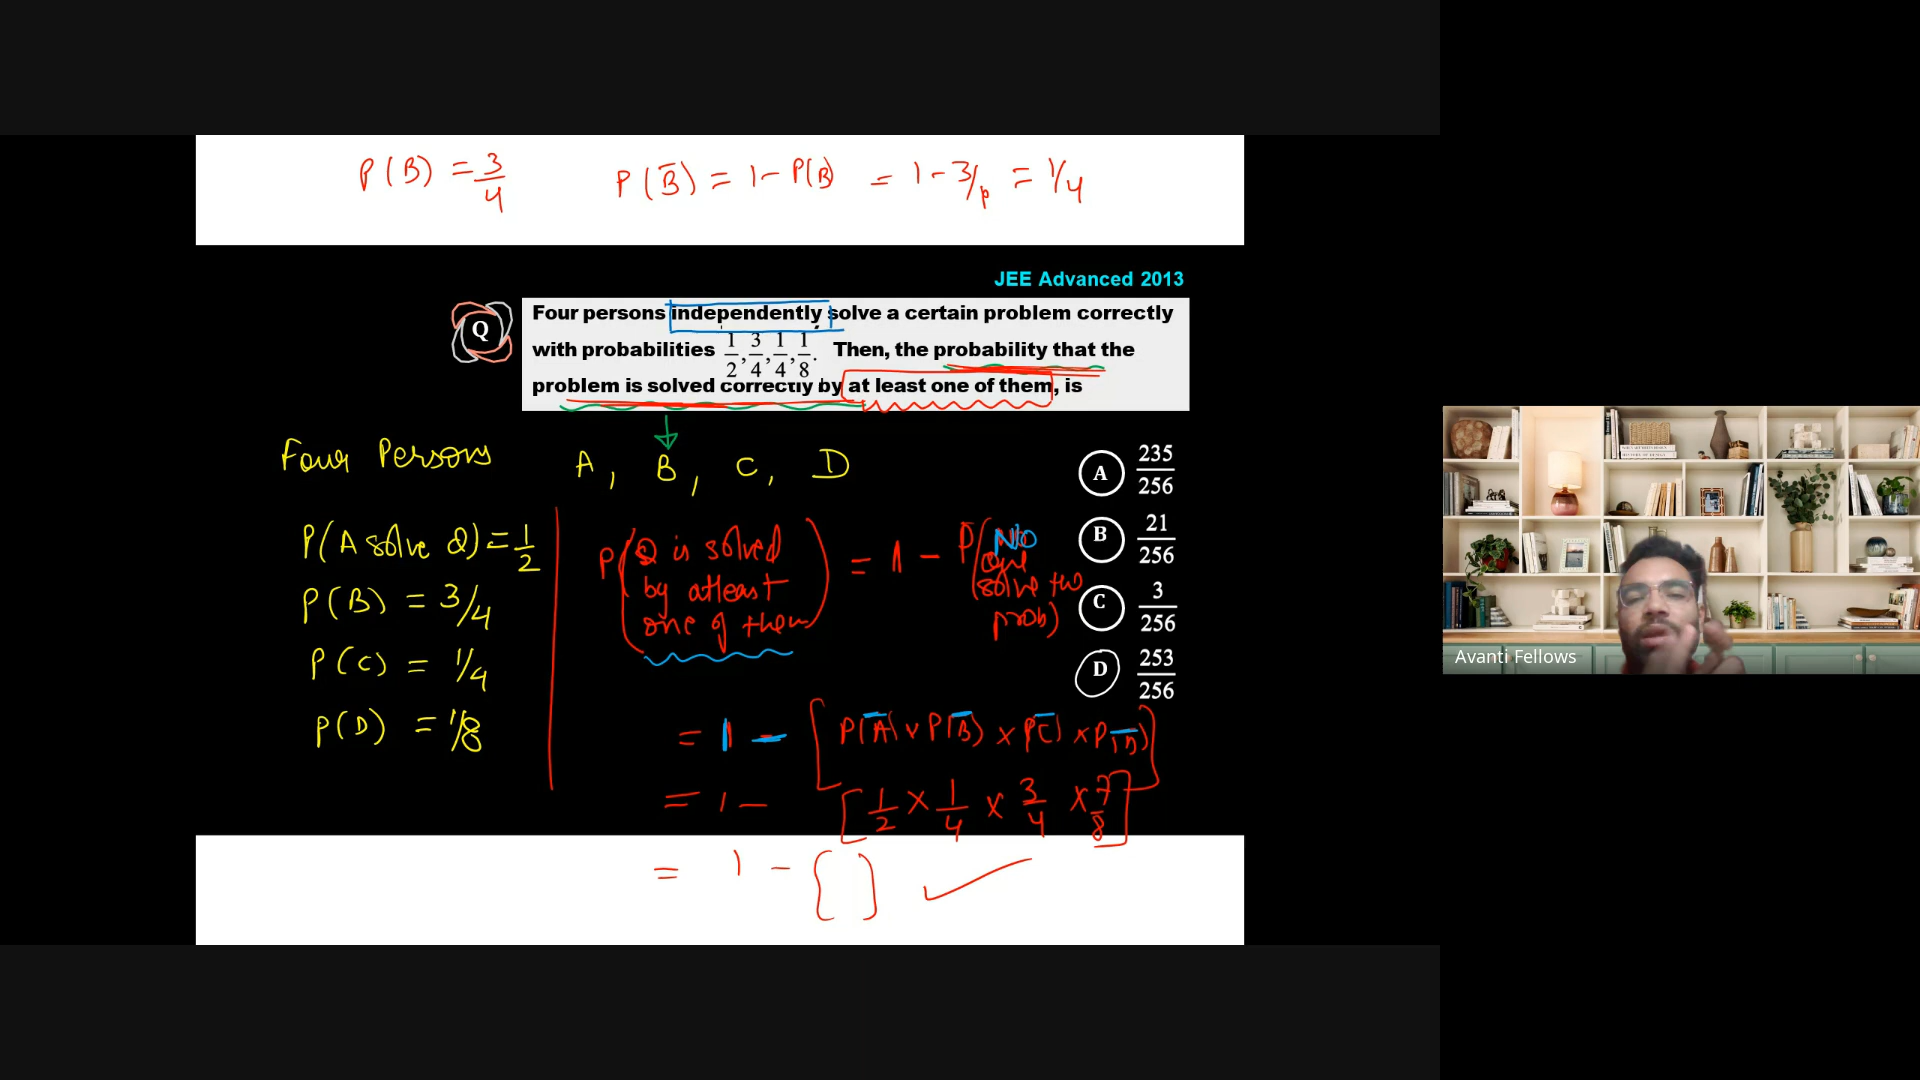 P(B) = 3/4 P(B̄) = 1 - P(B) = 1 - 3/p = 1/4
JEE Advanced 2013
Q
Four persons independently solve a certain problem correctly
with probabilities 1/2, 3/4, 1/4, 1/8. Then, the probability that the
problem is solved correctly by at least one of them, is
Four Persons A, B, C, D
A 235/256
B 21/256
C 3/256
D 253/256
P(A solve Q) = 1/2
P(B) = 3/4
P(C) = 1/4
P(D) = 1/8
P(Q is solved by atleast one of them) = 1 - P(No one solve the prob)
= 1 - [P(Ā) x P(B̄) x P(C̄) x P(D̄)]
= 1 - [1/2 x 1/4 x 3/4 x 7/8]
= 1 - [ ]
Avanti Fellows